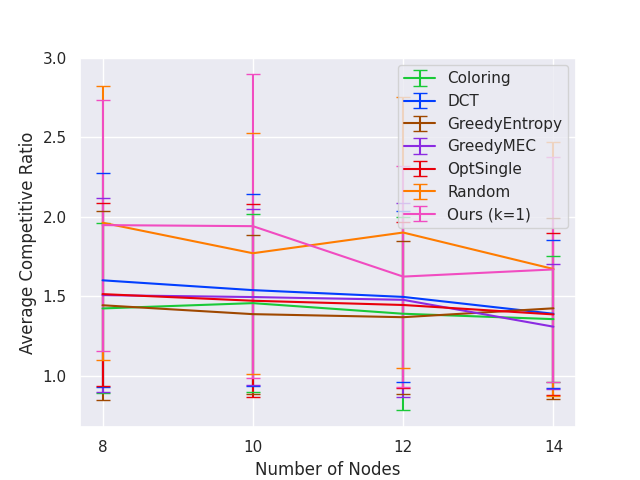 3.0
2.5
2.0
1.5
1.0
Average Competitive Ratio
8
10
12
14
Number of Nodes
Coloring
DCT
GreedyEntropy
GreedyMEC
OptSingle
Random
Ours (k=1)